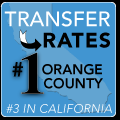 TRANSFER
RATES
#1 ORANGE
COUNTY
#3 IN CALIFORNIA